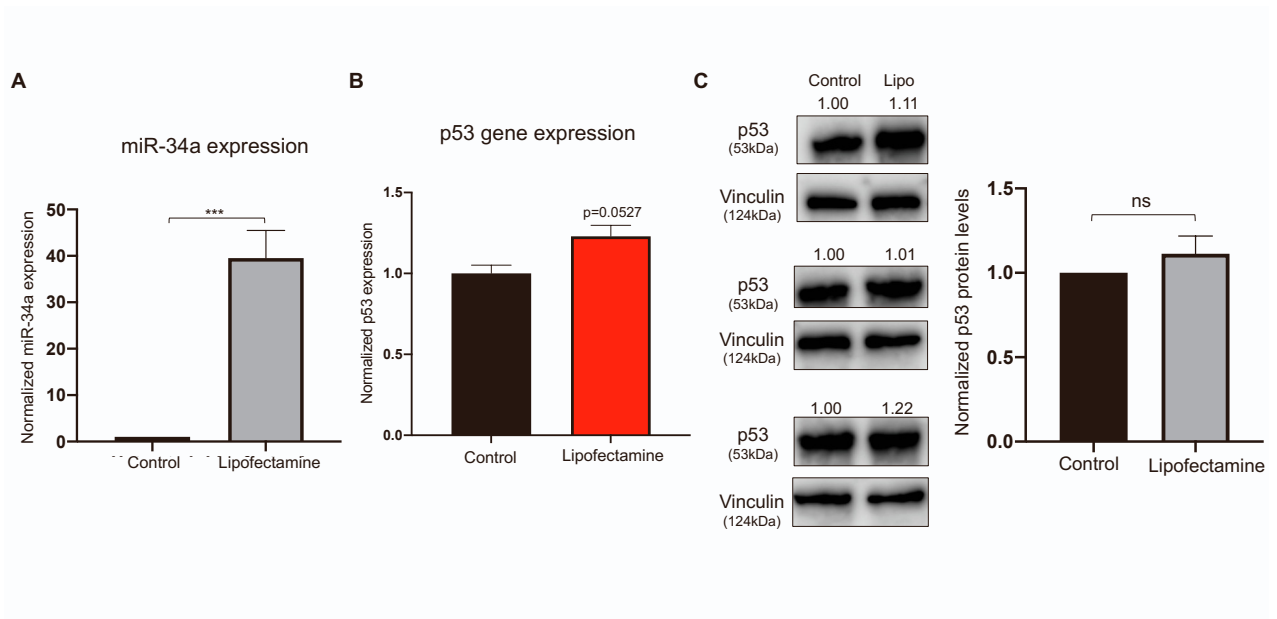 A
miR-34a expression
Normalized miR-34a expression
50
40
30
20
10
0
***
Control
Lipofectamine
B
p53 gene expression
Normalized p53 expression
1.5
1.0
0.5
0.0
p=0.0527
Control
Lipofectamine
C
Control Lipo
1.00 1.11
p53
(53kDa)
Vinculin
(124kDa)
1.00 1.01
p53
(53kDa)
Vinculin
(124kDa)
1.00 1.22
p53
(53kDa)
Vinculin
(124kDa)
Normalized p53 protein levels
1.5
1.0
0.5
0.0
ns
Control
Lipofectamine